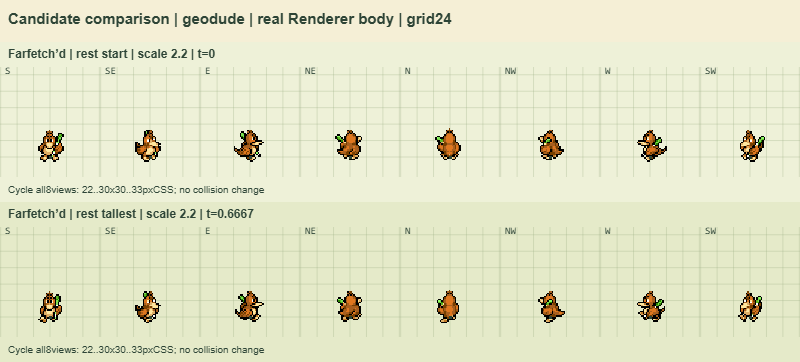 Candidate comparison | geodude | real Renderer body | grid24
Farfetch’d | rest start | scale 2.2 | t=0
S SE E NE N NW W SW
Cycle all8views: 22..30x30..33pxCSS; no collision change
Farfetch’d | rest tallest | scale 2.2 | t=0.6667
S SE E NE N NW W SW
Cycle all8views: 22..30x30..33pxCSS; no collision change